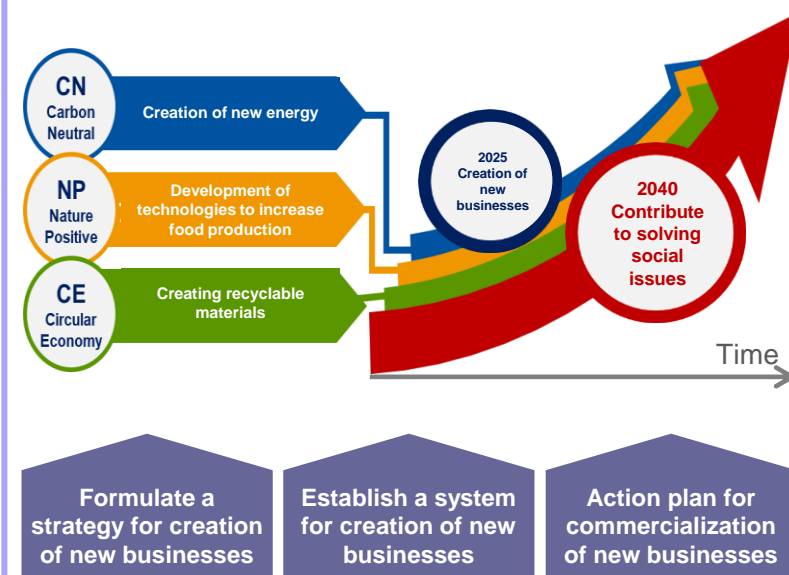 CN
Carbon
Neutral
Creation of new energy
NP
Nature
Positive
Development of
technologies to increase
food production
CE
Circular
Economy
Creating recyclable
materials
2025
Creation of
new
businesses
2040
Contribute
to solving
social
issues
Time
Formulate a
strategy for creation
of new businesses
Establish a system
for creation of new
businesses
Action plan for
commercialization
of new businesses